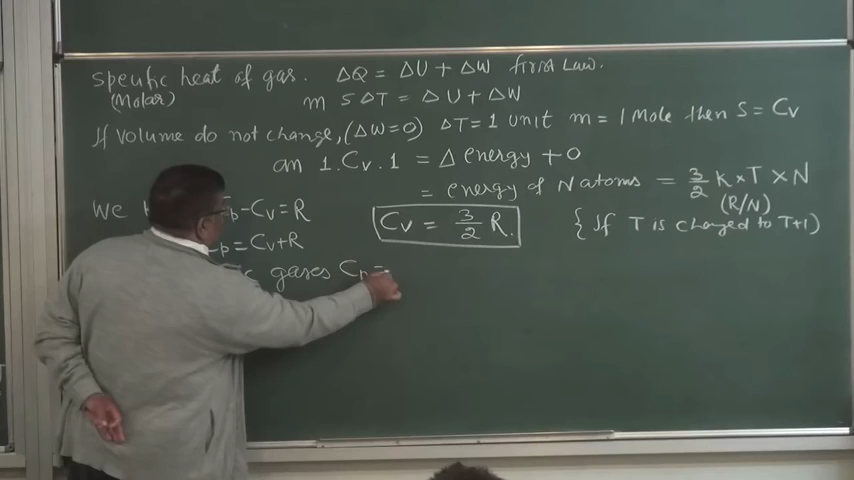 Specific heat of gas. ΔQ = ΔU + ΔW first Law.
(Molar) m S ΔT = ΔU + ΔW
If Volume do not change, (ΔW=0) ΔT=1 Unit m = 1 Mole then S = Cv
an 1. Cv. 1 = Δ energy + 0
= energy of N atoms = 3/2 K × T × N
(R/N)
We p - Cv = R
Cv = 3/2 R.
{ If T is changed to T+1)
p = Cv + R
gases Cp =